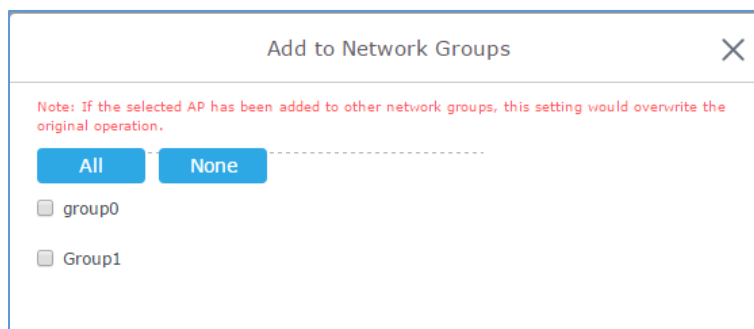 Add to Network Groups
Note: If the selected AP has been added to other network groups, this setting would overwrite the
original operation.
All None
group0
Group1